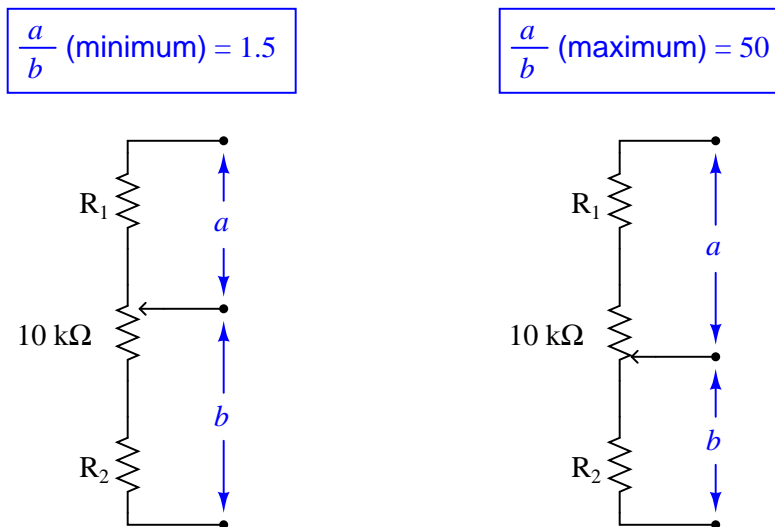 a/b (minimum) = 1.5
a/b (maximum) = 50
R1
a
10 kΩ
b
R2
R1
a
10 kΩ
b
R2